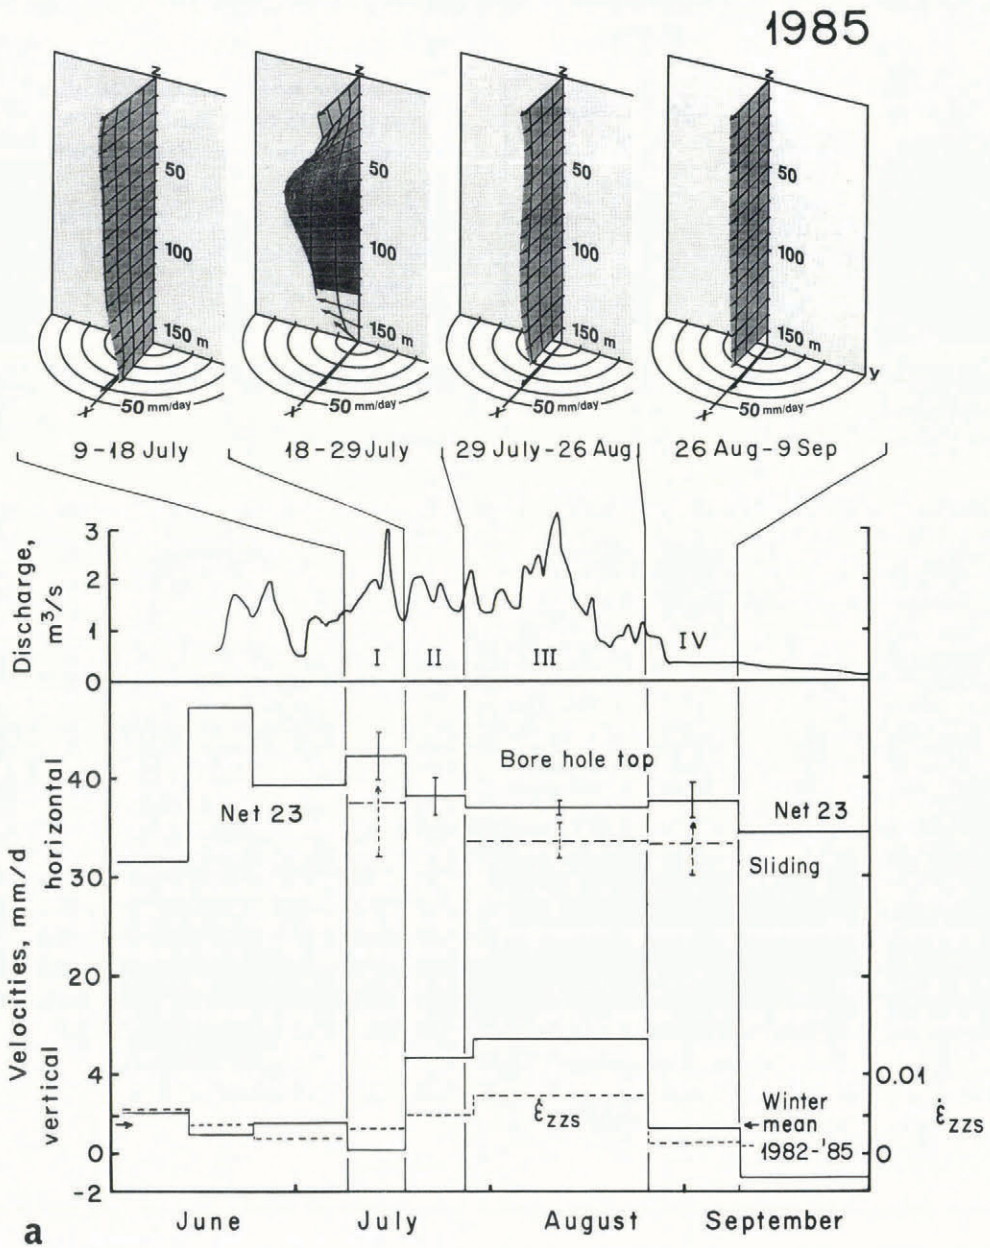 1985
Z Z Z Z
50 50 50 50
100 100 100 100
150 m 150 m 150 m 150 m
Y
X 50 mm/day X 50 mm/day X 50 mm/day X 50 mm/day
9-18 July 18-29 July 29 July-26 Aug 26 Aug-9 Sep
Discharge, m³/s
3
2
1
0
I II III IV
Velocities, mm/d
horizontal
vertical
40
30
20
4
0
-2
Net 23
Bore hole top
Net 23
Sliding
ε̇zzs
Winter mean 1982-'85
0.01
0
ε̇zzs
June July August September
a